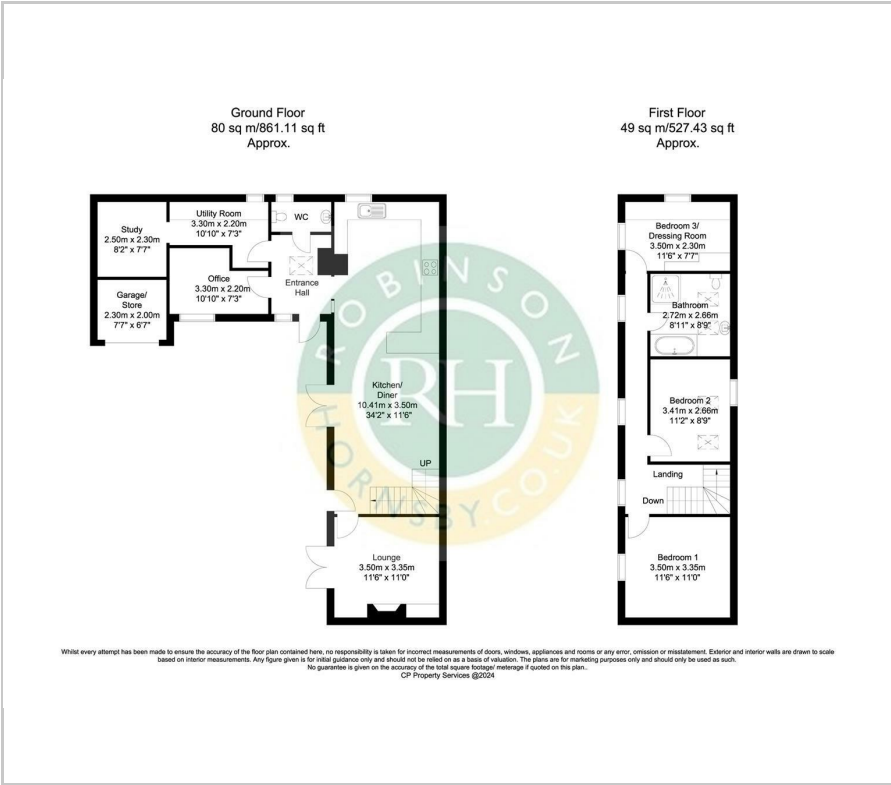 Ground Floor
80 sq m/861.11 sq ft
Approx.
First Floor
49 sq m/527.43 sq ft
Approx.
Study
2.50m x 2.30m
8'2" x 7'7"
Utility Room
3.30m x 2.20m
10'10" x 7'3"
WC
Office
3.30m x 2.20m
10'10" x 7'3"
Entrance
Hall
Garage/
Store
2.30m x 2.00m
7'7" x 6'7"
Kitchen/
Diner
10.41m x 3.50m
34'2" x 11'6"
UP
Lounge
3.50m x 3.35m
11'6" x 11'0"
Bedroom 3/
Dressing Room
3.50m x 2.30m
11'6" x 7'7"
Bathroom
2.72m x 2.66m
8'11" x 8'9"
Bedroom 2
3.41m x 2.66m
11'2" x 8'9"
Landing
Down
Bedroom 1
3.50m x 3.35m
11'6" x 11'0"
ROBINSON
RH
HORNSBY.CO.UK
Whilst every attempt has been made to ensure the accuracy of the floor plan contained here, no responsibility is taken for incorrect measurements of doors, windows, appliances and rooms or any error, omission or misstatement. Exterior and interior walls are drawn to scale
based on interior measurements. Any figure given is for initial guidance only and should not be relied on as a basis of valuation. The plans are for marketing purposes only and should only be used as such.
No guarantee is given on the accuracy of the total square footage/ meterage if quoted on this plan..
CP Property Services @2024